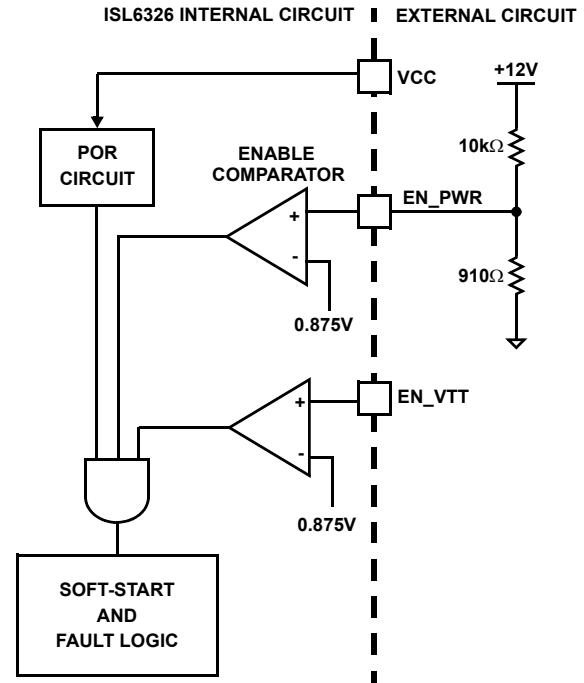 ISL6326 INTERNAL CIRCUIT
EXTERNAL CIRCUIT
VCC
+12V
POR
CIRCUIT
ENABLE
COMPARATOR
10kΩ
+
EN_PWR
-
910Ω
0.875V
+
EN_VTT
-
0.875V
SOFT-START
AND
FAULT LOGIC